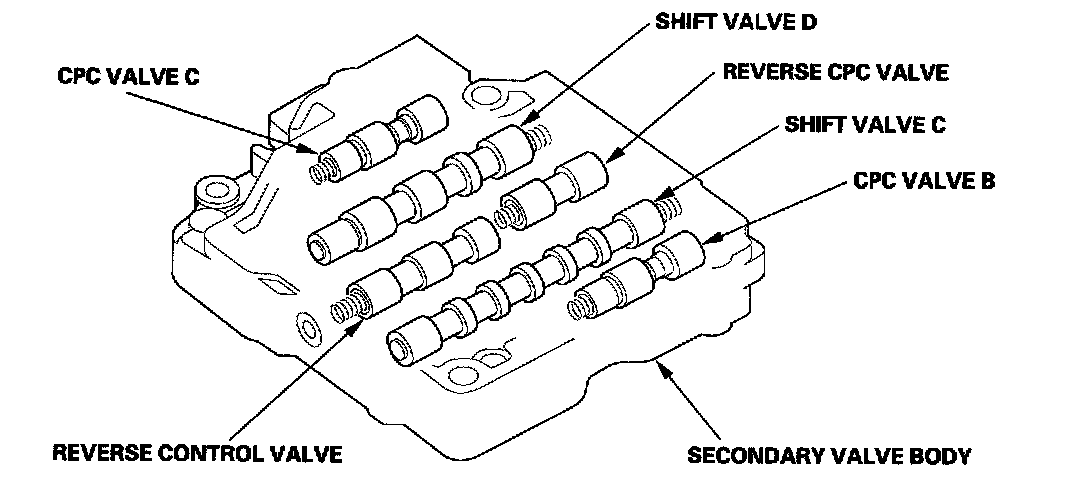 SHIFT VALVE D
CPC VALVE C
REVERSE CPC VALVE
SHIFT VALVE C
CPC VALVE B
REVERSE CONTROL VALVE
SECONDARY VALVE BODY